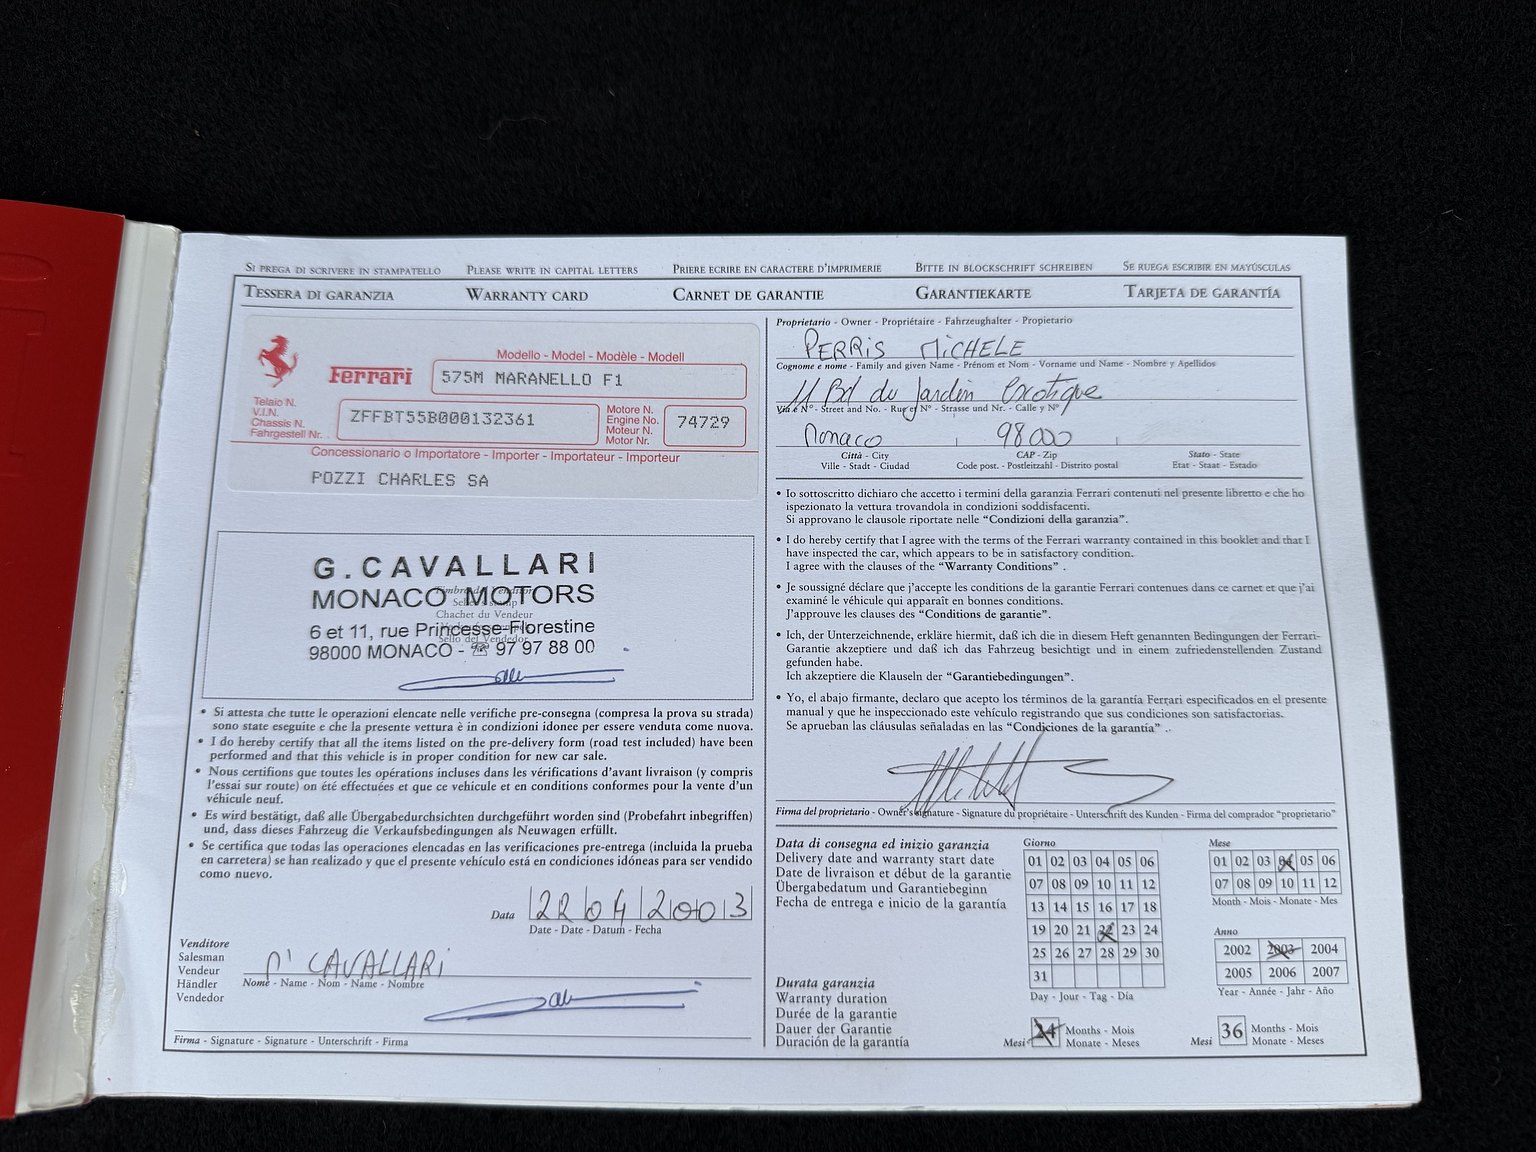 Si prega di scrivere in stampatello Please write in capital letters Priere ecrire en caractere d'imprimerie Bitte in Blockschrift schreiben Se ruega escribir en mayúsculas
Tessera di garanzia Warranty card Carnet de garantie Garantiekarte Tarjeta de garantía
Modello - Model - Modèle - Modell
Ferrari
575M MARANELLO F1
Telaio N.
V.I.N.
Chassis N.
Fahrgestell Nr.
ZFFBT55B000132361
Motore N.
Engine No.
Moteur N.
Motor Nr.
74729
Concessionario o Importatore - Importer - Importateur - Importeur
POZZI CHARLES SA
G. CAVALLARI
MONACO MOTORS
Timbro del Venditore
Seller's stamp
Chachet du Vendeur
Sello del Vendedor
6 et 11, rue Princesse Florestine
98000 MONACO - ☎ 97 97 88 00
• Si attesta che tutte le operazioni elencate nelle verifiche pre-consegna (compresa la prova su strada)
sono state eseguite e che la presente vettura è in condizioni idonee per essere venduta come nuova.
• I do hereby certify that all the items listed on the pre-delivery form (road test included) have been
performed and that this vehicle is in proper condition for new car sale.
• Nous certifions que toutes les opérations incluses dans les vérifications d'avant livraison (y compris
l'essai sur route) on été effectuées et que ce vehicule et en conditions conformes pour la vente d'un
véhicule neuf.
• Es wird bestätigt, daß alle Übergabedurchsichten durchgeführt worden sind (Probefahrt inbegriffen)
und, dass dieses Fahrzeug die Verkaufsbedingungen als Neuwagen erfüllt.
• Se certifica que todas las operaciones elencadas en las verificaciones pre-entrega (incluida la prueba
en carretera) se han realizado y que el presente vehículo está en condiciones idóneas para ser vendido
como nuevo.
Data 22 04 2003
Date - Date - Datum - Fecha
Venditore
Salesman
Vendeur
Händler
Vendedor
CAVALLARI
Nome - Name - Nom - Name - Nombre
Firma - Signature - Signature - Unterschrift - Firma
Proprietario - Owner - Propriétaire - Fahrzeughalter - Propietario
PERRIS MICHELE
Cognome e nome - Family and given Name - Prénom et Nom - Vorname und Name - Nombre y Apellidos
11 Bd du Jardin Exotique
Via e N° - Street and No. - Rue et N° - Strasse und Nr. - Calle y N°
Monaco 98000
Città - City CAP - Zip Stato - State
Ville - Stadt - Ciudad Code post. - Postleitzahl - Distrito postal Etat - Staat - Estado
• Io sottoscritto dichiaro che accetto i termini della garanzia Ferrari contenuti nel presente libretto e che ho
ispezionato la vettura trovandola in condizioni soddisfacenti.
Si approvano le clausole riportate nelle “Condizioni della garanzia”.
• I do hereby certify that I agree with the terms of the Ferrari warranty contained in this booklet and that I
have inspected the car, which appears to be in satisfactory condition.
I agree with the clauses of the “Warranty Conditions” .
• Je soussigné déclare que j'accepte les conditions de la garantie Ferrari contenues dans ce carnet et que j'ai
examiné le véhicule qui apparaît en bonnes conditions.
J'approuve les clauses des “Conditions de garantie”.
• Ich, der Unterzeichnende, erkläre hiermit, daß ich die in diesem Heft genannten Bedingungen der Ferrari-
Garantie akzeptiere und daß ich das Fahrzeug besichtigt und in einem zufriedenstellenden Zustand
gefunden habe.
Ich akzeptiere die Klauseln der “Garantiebedingungen”.
• Yo, el abajo firmante, declaro que acepto los términos de la garantía Ferrari especificados en el presente
manual y que he inspeccionado este vehículo registrando que sus condiciones son satisfactorias.
Se aprueban las cláusulas señaladas en las “Condiciones de la garantía” ..
Firma del proprietario - Owner's signature - Signature du propriétaire - Unterschrift des Kunden - Firma del comprador “proprietario”
Data di consegna ed inizio garanzia
Delivery date and warranty start date
Date de livraison et début de la garantie
Übergabedatum und Garantiebeginn
Fecha de entrega e inicio de la garantía
Giorno
01 02 03 04 05 06
07 08 09 10 11 12
13 14 15 16 17 18
19 20 21 22 23 24
25 26 27 28 29 30
31
Day - Jour - Tag - Día
Mese
01 02 03 04 05 06
07 08 09 10 11 12
Month - Mois - Monate - Mes
Anno
2002 2003 2004
2005 2006 2007
Year - Année - Jahr - Año
Durata garanzia
Warranty duration
Durée de la garantie
Dauer der Garantie
Duración de la garantía
Mesi 24 Months - Mois
Monate - Meses
Mesi 36 Months - Mois
Monate - Meses